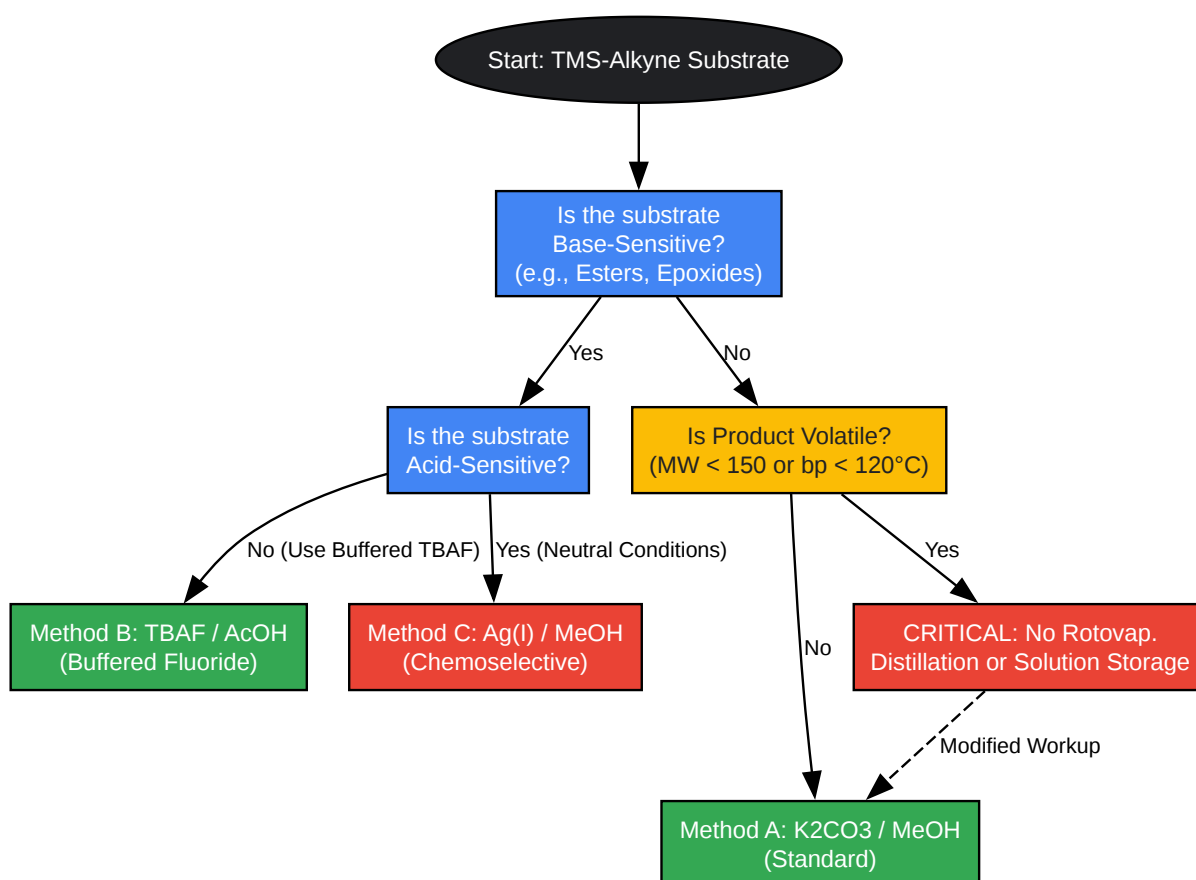 Start: TMS-Alkyne Substrate
Is the substrate
Base-Sensitive?
(e.g., Esters, Epoxides)
Yes
No
Is the substrate
Acid-Sensitive?
Is Product Volatile?
(MW < 150 or bp < 120°C)
No (Use Buffered TBAF)
Yes (Neutral Conditions)
Yes
No
Method B: TBAF / AcOH
(Buffered Fluoride)
Method C: Ag(I) / MeOH
(Chemoselective)
CRITICAL: No Rotovap.
Distillation or Solution Storage
Modified Workup
Method A: K2CO3 / MeOH
(Standard)